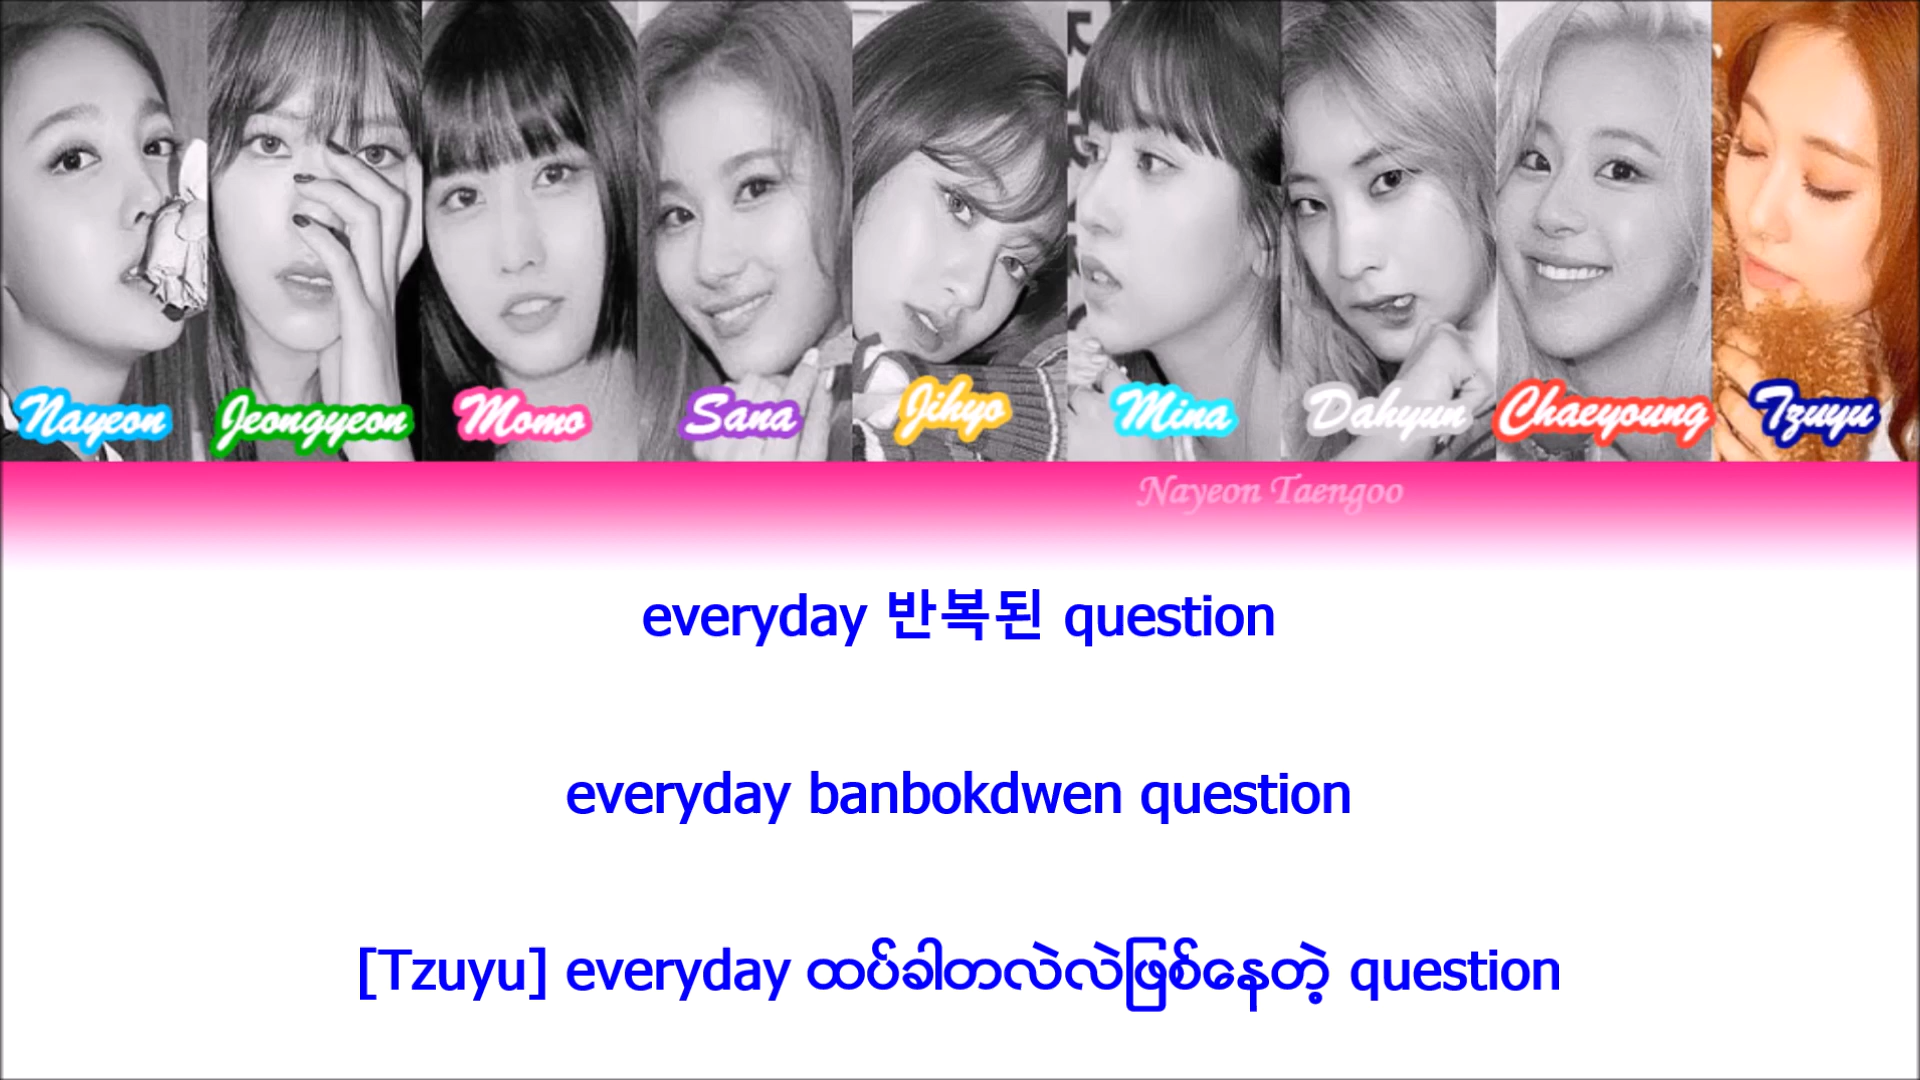 Nayeon Jeongyeon Momo Sana Jihyo Mina Dahyun Chaeyoung Tzuyu
Nayeon Taengoo
everyday 반복된 question
everyday banbokdwen question
[Tzuyu] everyday ထပ်ခါတလဲလဲဖြစ်နေတဲ့ question